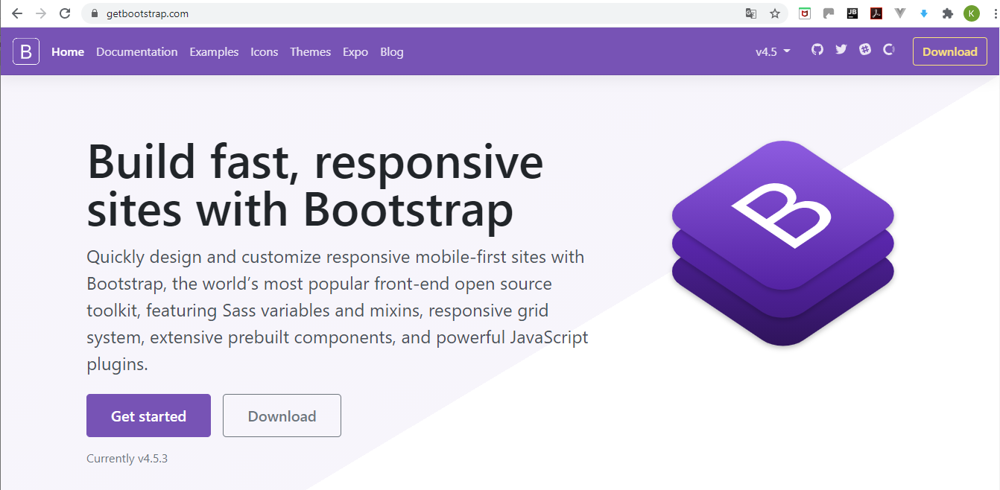 getbootstrap.com
B Home Documentation Examples Icons Themes Expo Blog v4.5 Download
Build fast, responsive
sites with Bootstrap
Quickly design and customize responsive mobile-first sites with
Bootstrap, the world’s most popular front-end open source
toolkit, featuring Sass variables and mixins, responsive grid
system, extensive prebuilt components, and powerful JavaScript
plugins.
Get started Download
Currently v4.5.3
B
JB
K